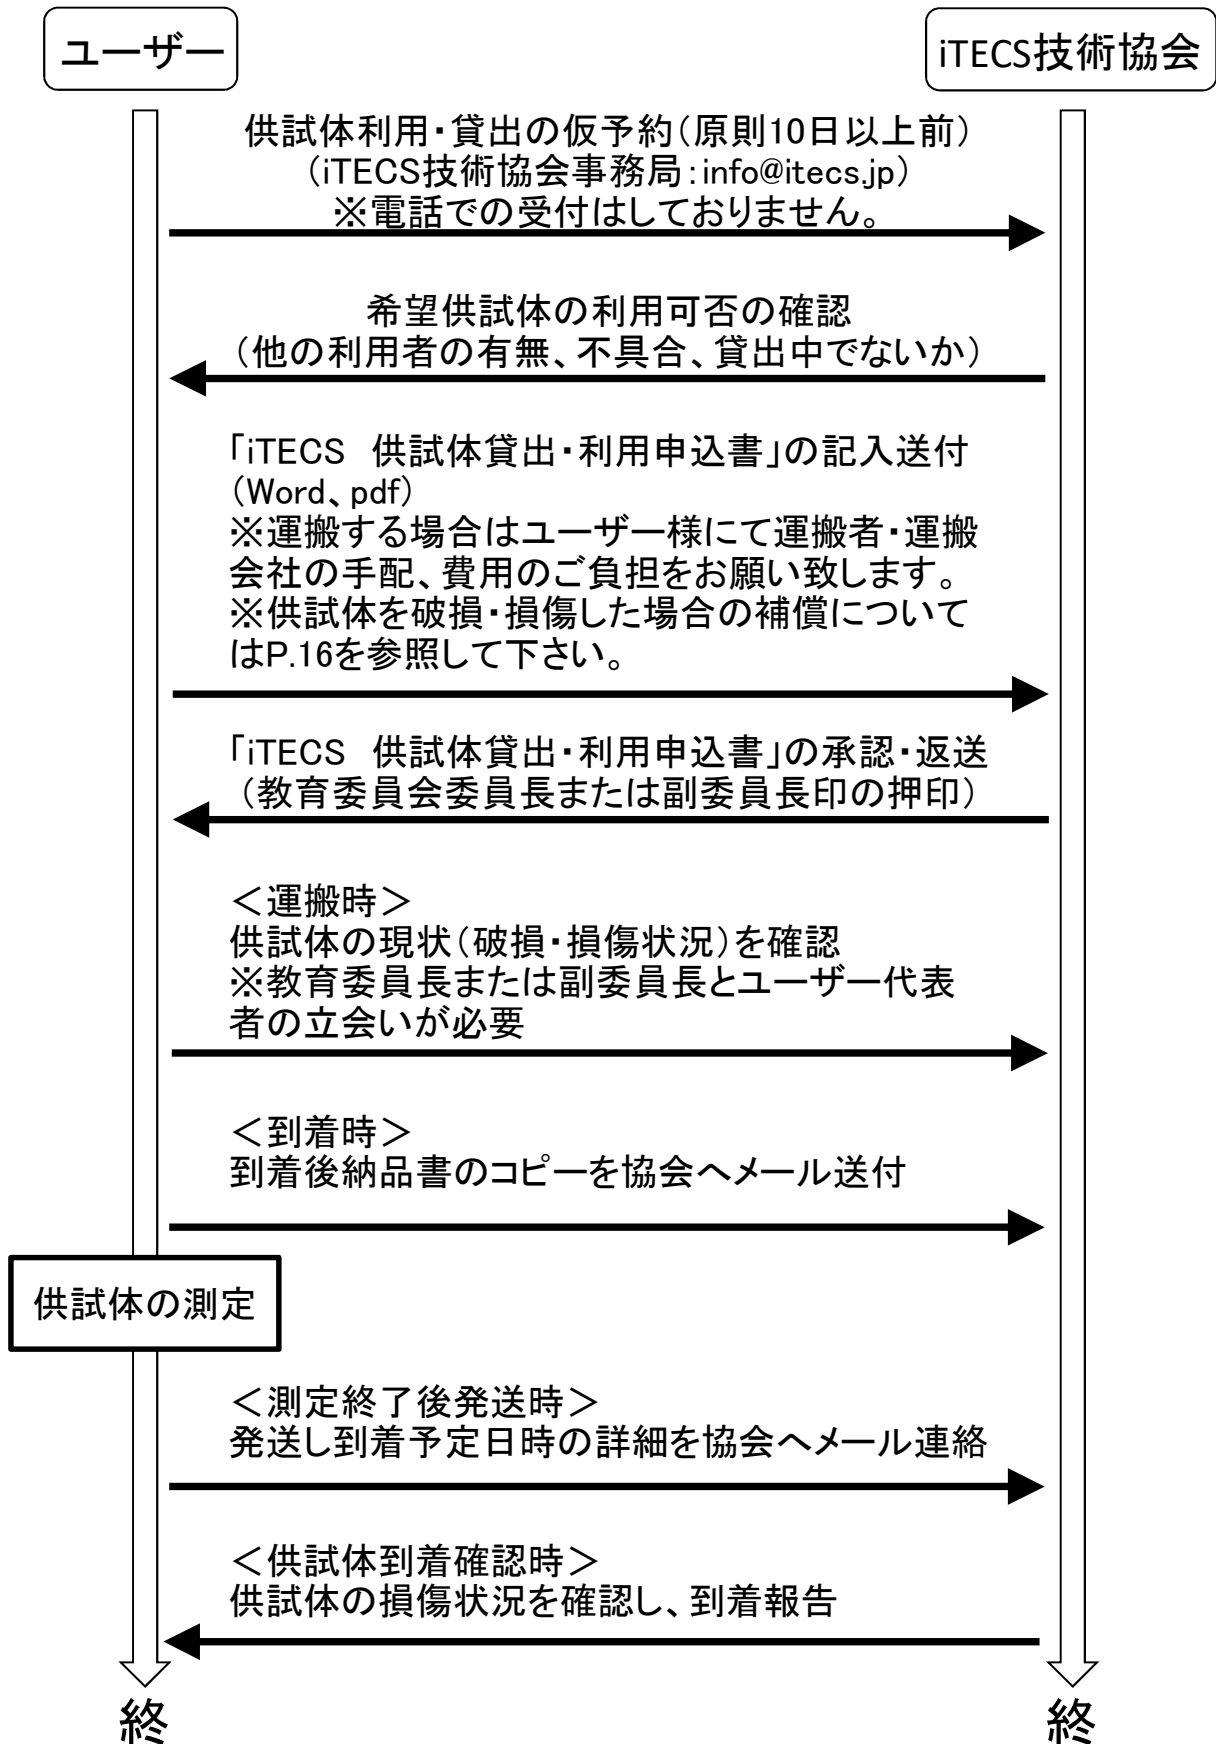 ユーザー
iTECS技術協会
供試体利用・貸出の仮予約(原則10日以上前)
(iTECS技術協会事務局:info@itecs.jp)
※電話での受付はしておりません。
希望供試体の利用可否の確認
(他の利用者の有無、不具合、貸出中でないか)
「iTECS　供試体貸出・利用申込書」の記入送付
(Word、pdf)
※運搬する場合はユーザー様にて運搬者・運搬
会社の手配、費用のご負担をお願い致します。
※供試体を破損・損傷した場合の補償について
はP.16を参照して下さい。
「iTECS　供試体貸出・利用申込書」の承認・返送
(教育委員会委員長または副委員長印の押印)
<運搬時>
供試体の現状(破損・損傷状況)を確認
※教育委員長または副委員長とユーザー代表
者の立会いが必要
<到着時>
到着後納品書のコピーを協会へメール送付
供試体の測定
<測定終了後発送時>
発送し到着予定日時の詳細を協会へメール連絡
<供試体到着確認時>
供試体の損傷状況を確認し、到着報告
終
終